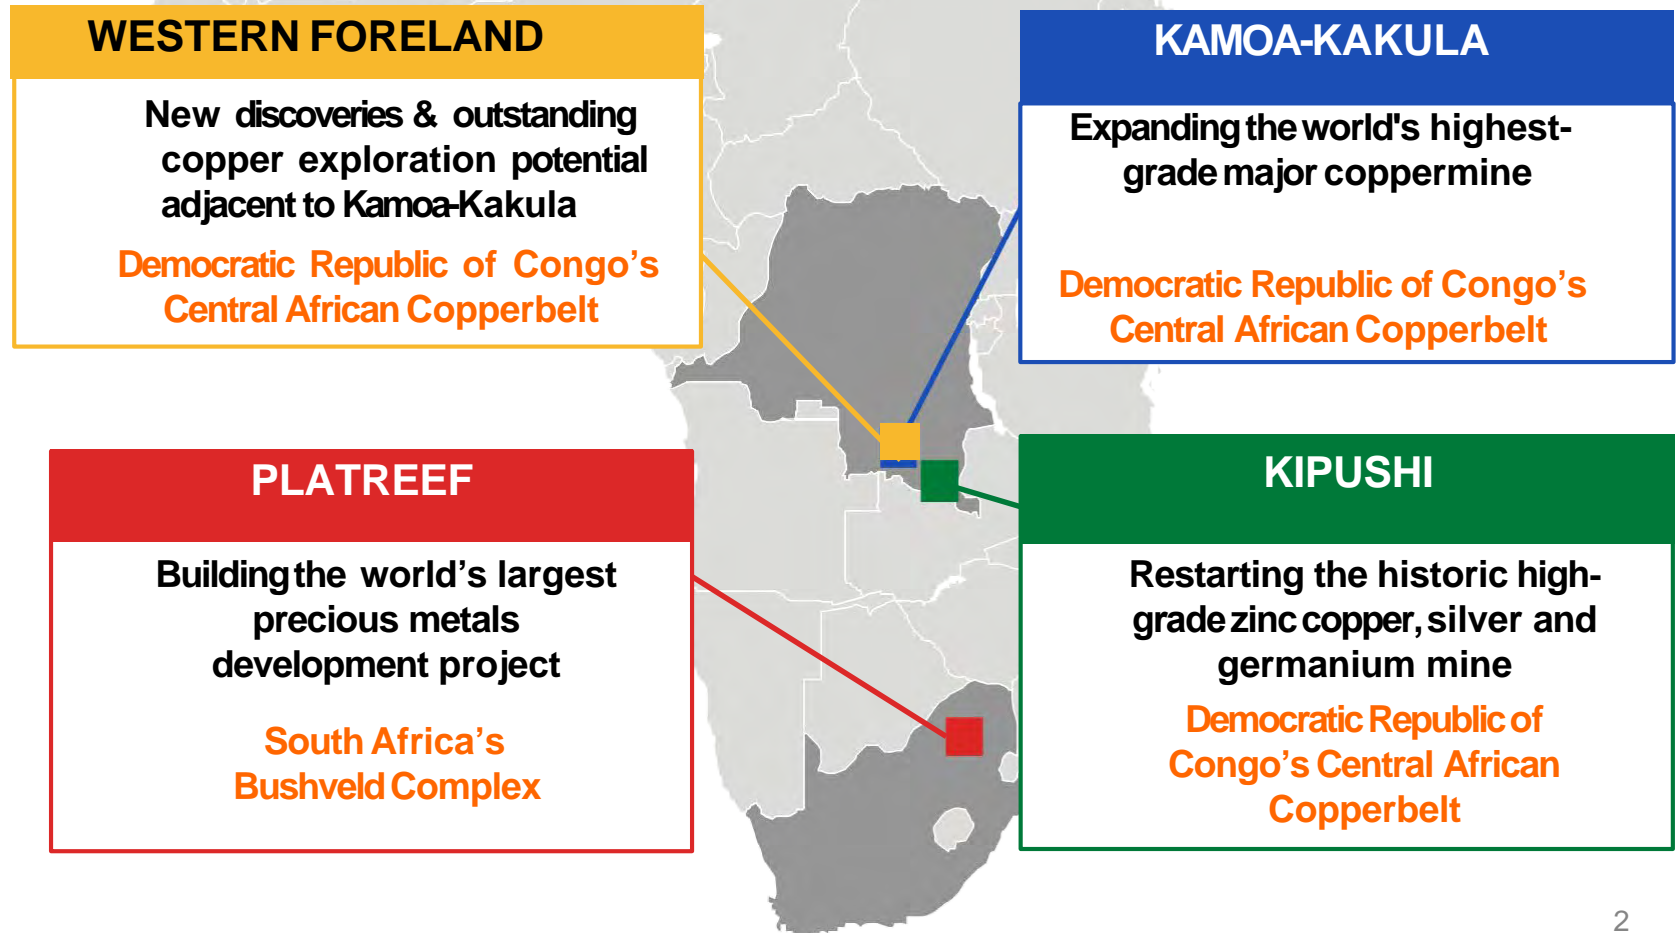 WESTERN FORELAND
New discoveries & outstanding
copper exploration potential
adjacent to Kamoa-Kakula
Democratic Republic of Congo’s
Central African Copperbelt
KAMOA-KAKULA
Expanding the world's highest-
grade major coppermine
Democratic Republic of Congo’s
Central African Copperbelt
PLATREEF
Building the world’s largest
precious metals
development project
South Africa’s
Bushveld Complex
KIPUSHI
Restarting the historic high-
grade zinc copper, silver and
germanium mine
Democratic Republic of
Congo’s Central African
Copperbelt
2